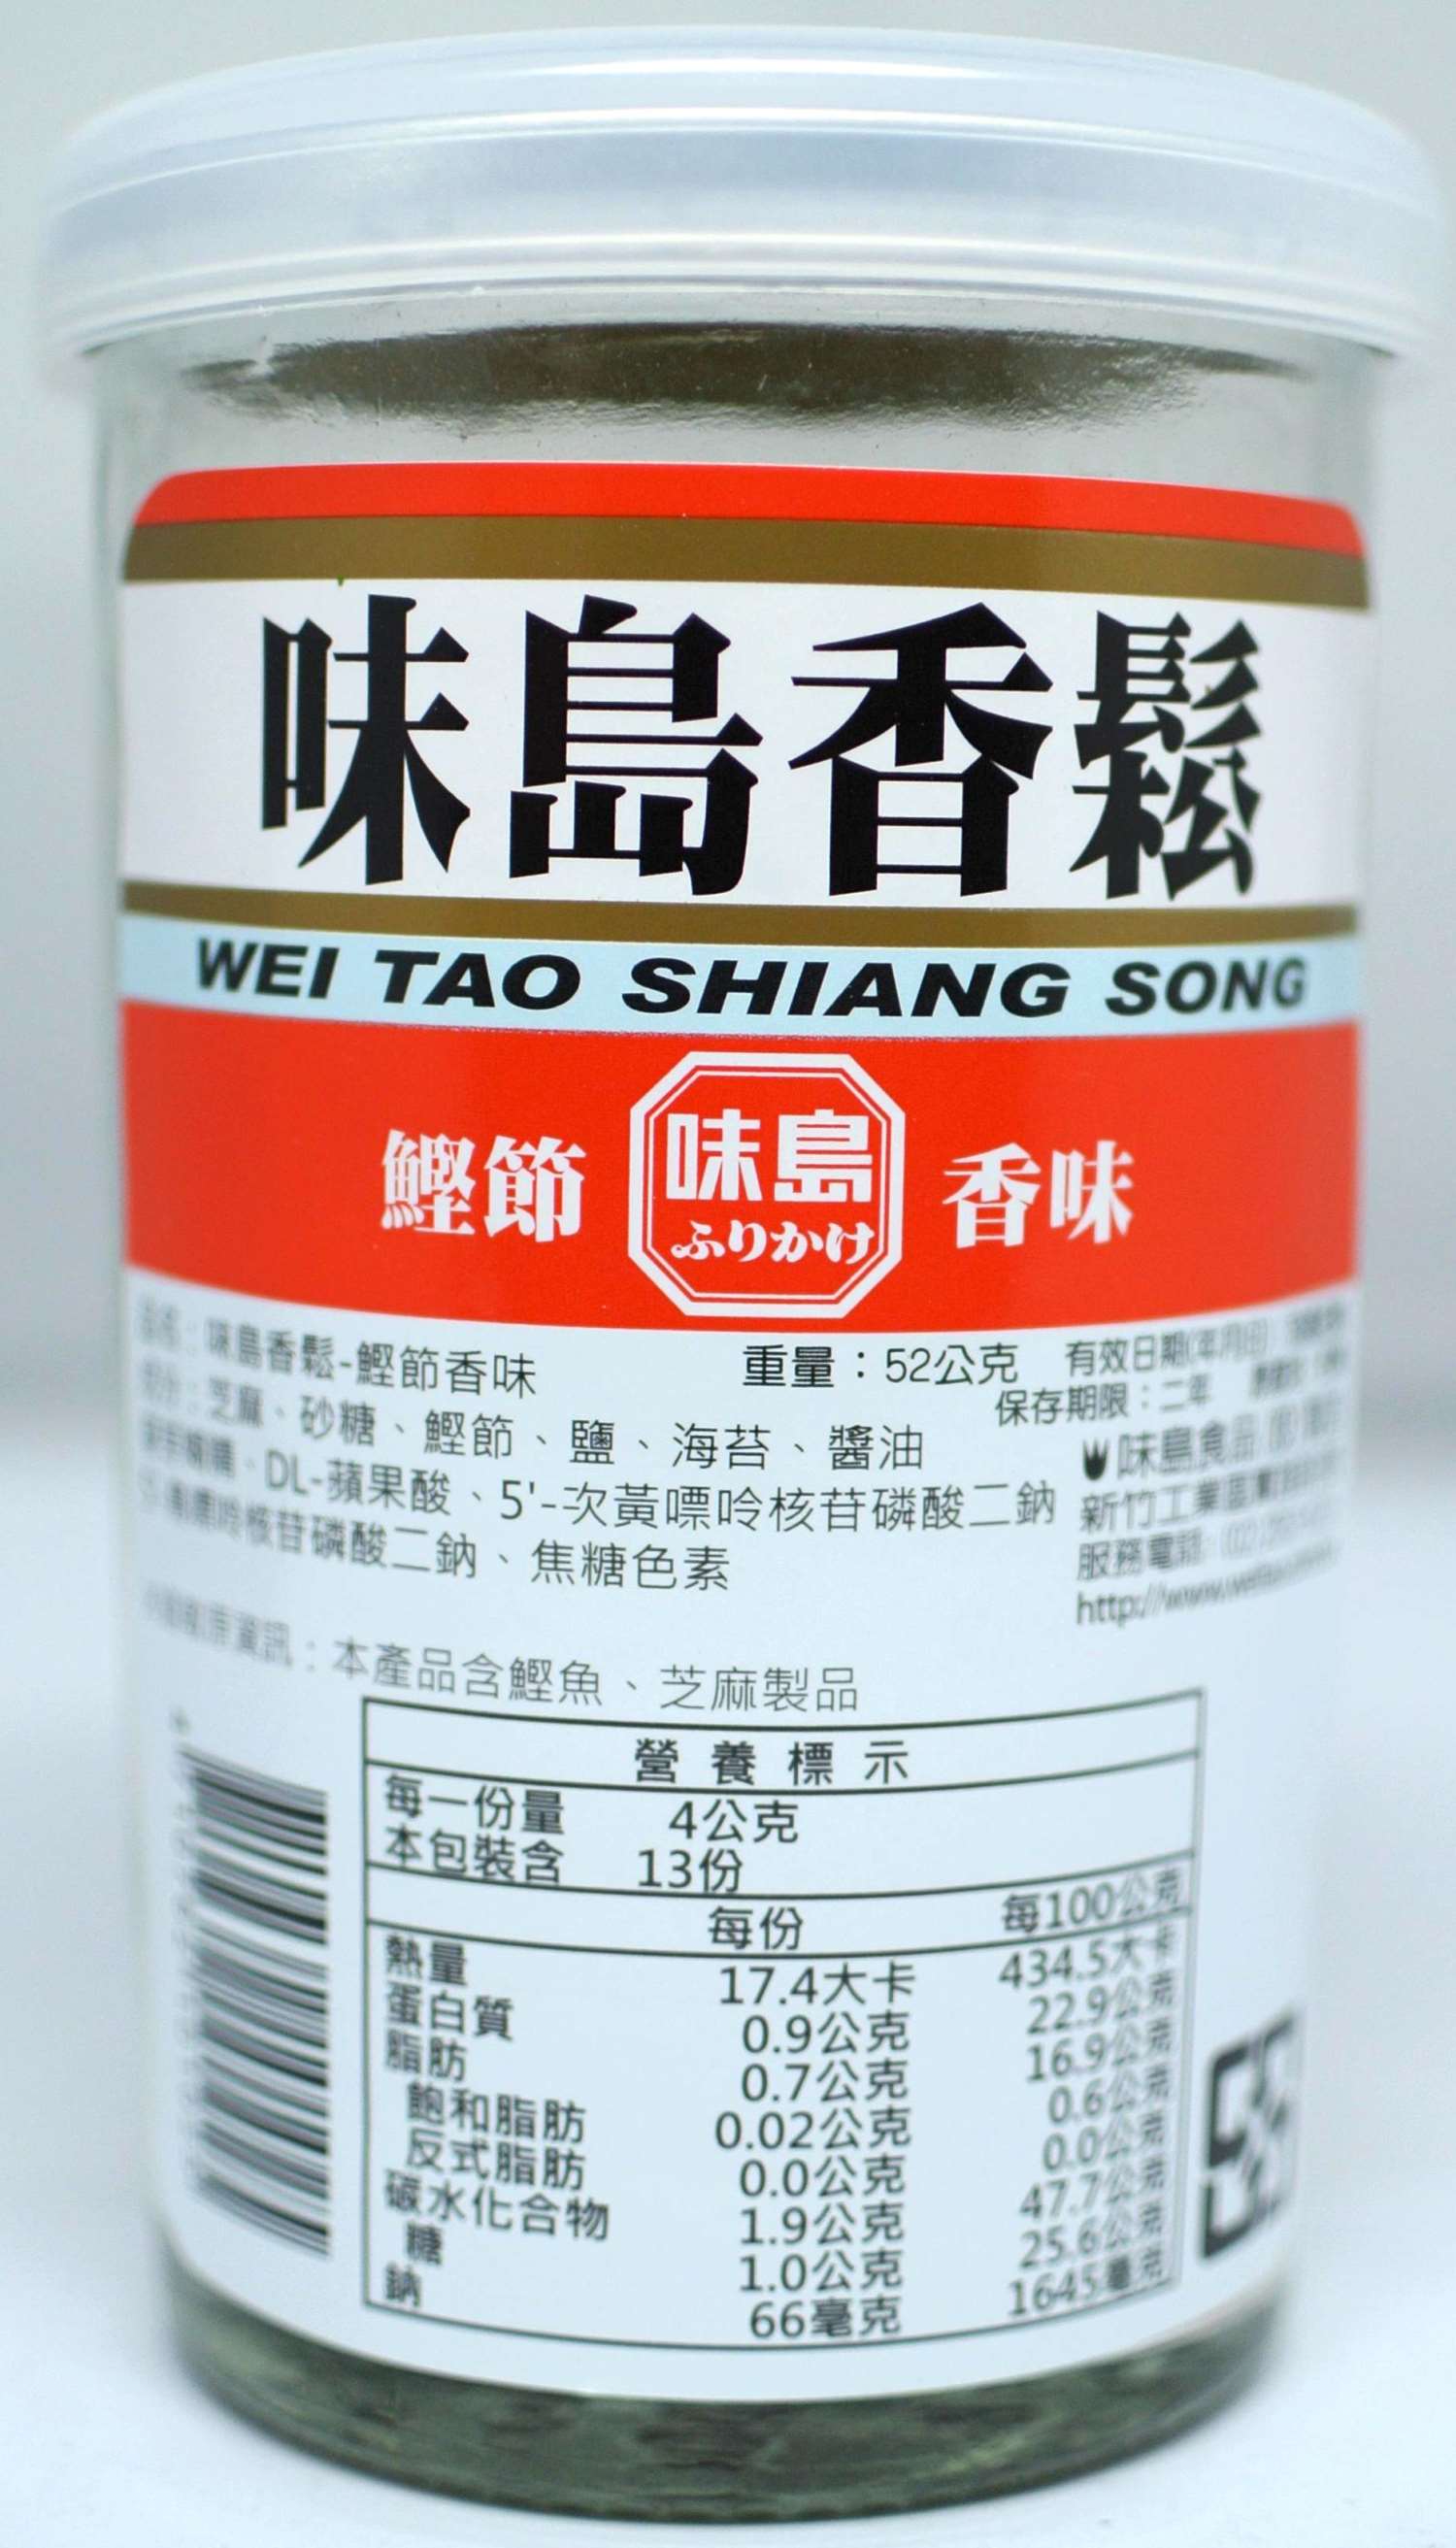 味島香鬆
WEI TAO SHIANG SONG
鰹節
味島
ふりかけ
香味
味島香鬆-鰹節香味
重量：52公克
有效日期(年月日)：
芝麻、砂糖、鰹節、鹽、海苔、醬油
保存期限：二年
DL-蘋果酸、5'-次黃嘌呤核苷磷酸二鈉
味島食品
核苷磷酸二鈉、焦糖色素
新竹工業區
服務電話：
http://www.
資訊：本產品含鰹魚、芝麻製品
營養標示
每一份量 4公克
本包裝含 13份
每份 每100公克
熱量 17.4大卡 434.5大卡
蛋白質 0.9公克 22.9公克
脂肪 0.7公克 16.9公克
飽和脂肪 0.02公克 0.6公克
反式脂肪 0.0公克 0.0公克
碳水化合物 1.9公克 47.7公克
糖 1.0公克 25.6公克
鈉 66毫克 1645毫克